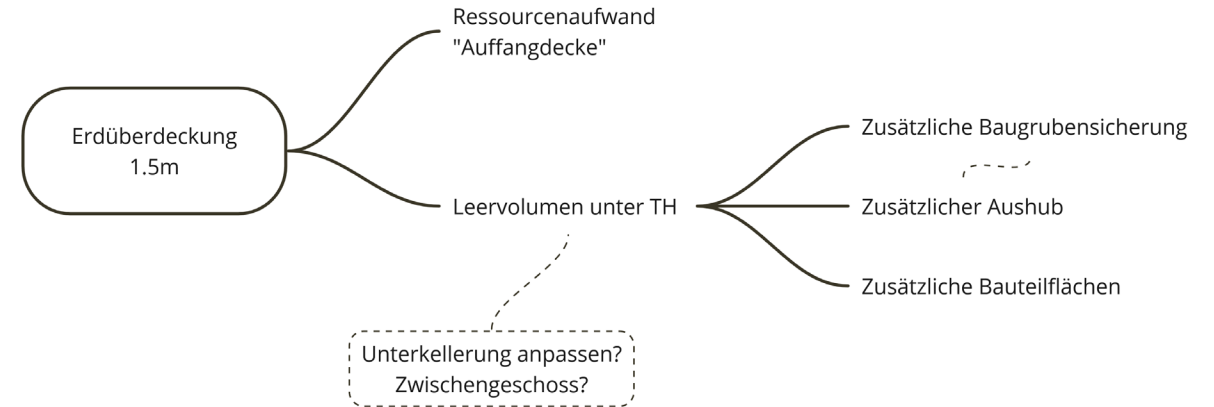 Ressourcenaufwand
"Auffangdecke"
Erdüberdeckung
1.5m
Leervolumen unter TH
Zusätzliche Baugrubensicherung
Zusätzlicher Aushub
Zusätzliche Bauteilflächen
Unterkellerung anpassen?
Zwischengeschoss?